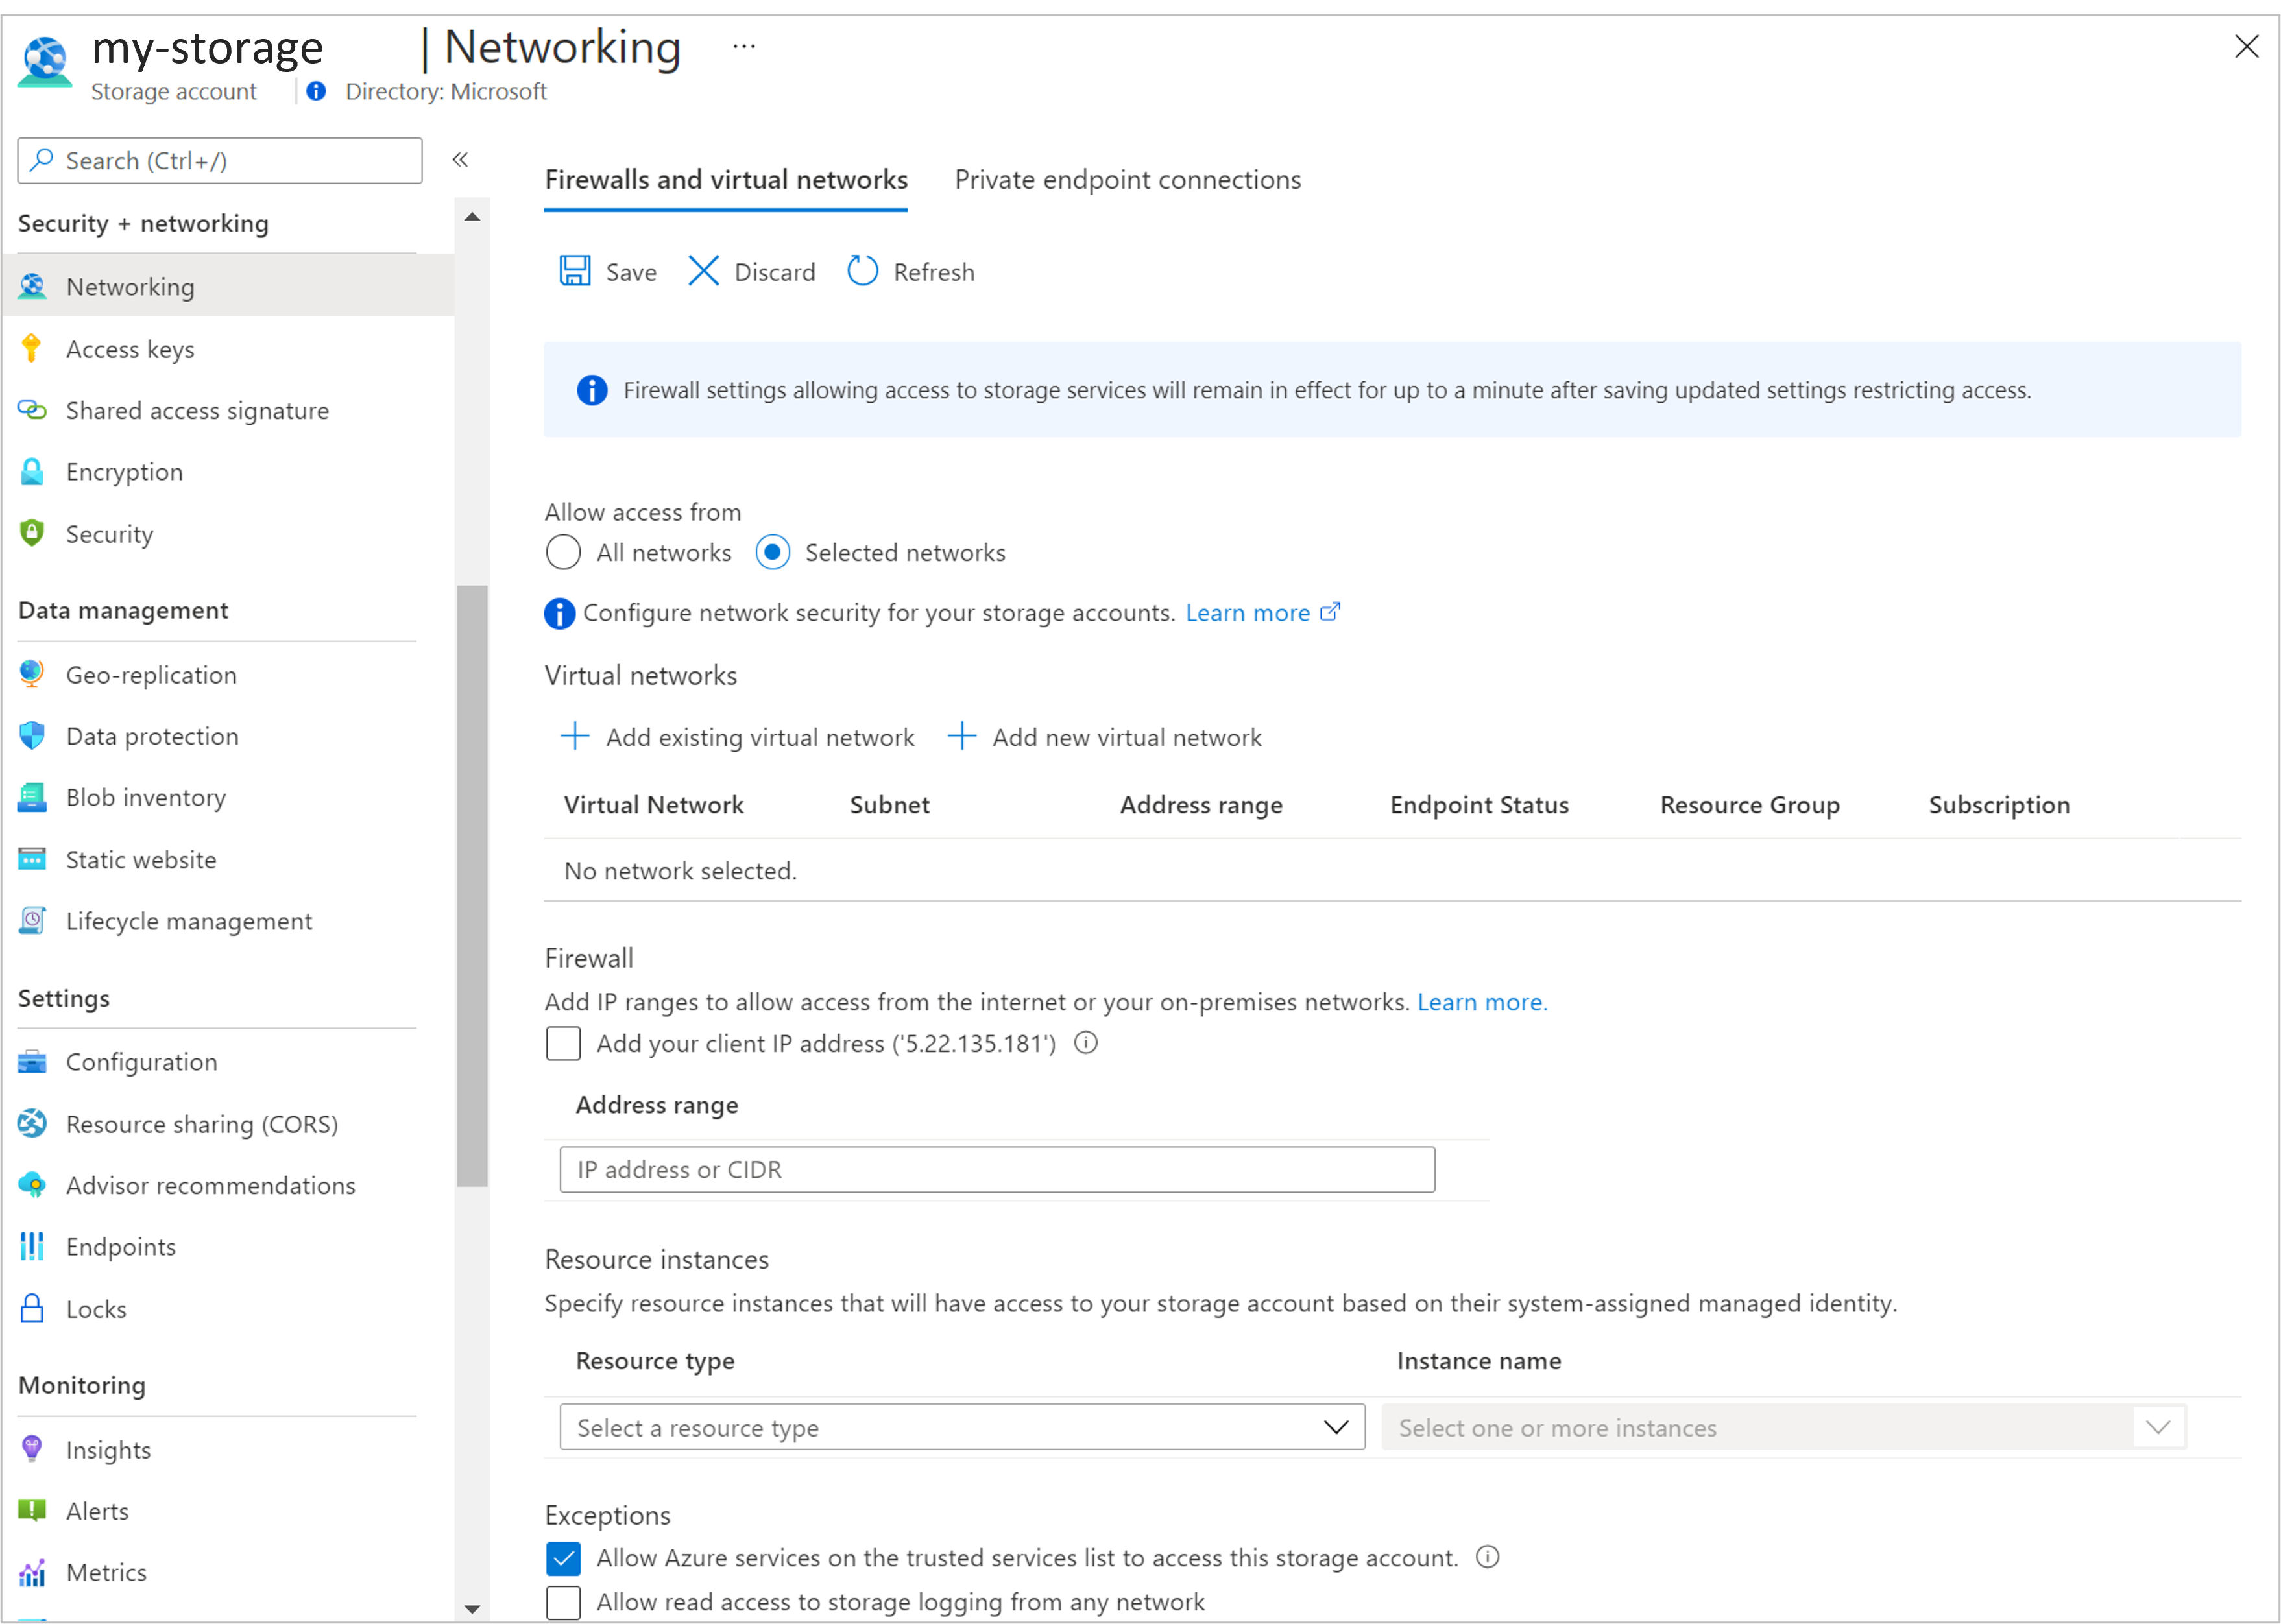 my-storage | Networking ...
Storage account | Directory: Microsoft
Search (Ctrl+/)
Security + networking
Networking
Access keys
Shared access signature
Encryption
Security
Data management
Geo-replication
Data protection
Blob inventory
Static website
Lifecycle management
Settings
Configuration
Resource sharing (CORS)
Advisor recommendations
Endpoints
Locks
Monitoring
Insights
Alerts
Metrics
Firewalls and virtual networks Private endpoint connections
Save Discard Refresh
Firewall settings allowing access to storage services will remain in effect for up to a minute after saving updated settings restricting access.
Allow access from
All networks Selected networks
Configure network security for your storage accounts. Learn more
Virtual networks
Add existing virtual network Add new virtual network
Virtual Network Subnet Address range Endpoint Status Resource Group Subscription
No network selected.
Firewall
Add IP ranges to allow access from the internet or your on-premises networks. Learn more.
Add your client IP address ('5.22.135.181')
Address range
IP address or CIDR
Resource instances
Specify resource instances that will have access to your storage account based on their system-assigned managed identity.
Resource type Instance name
Select a resource type Select one or more instances
Exceptions
Allow Azure services on the trusted services list to access this storage account.
Allow read access to storage logging from any network